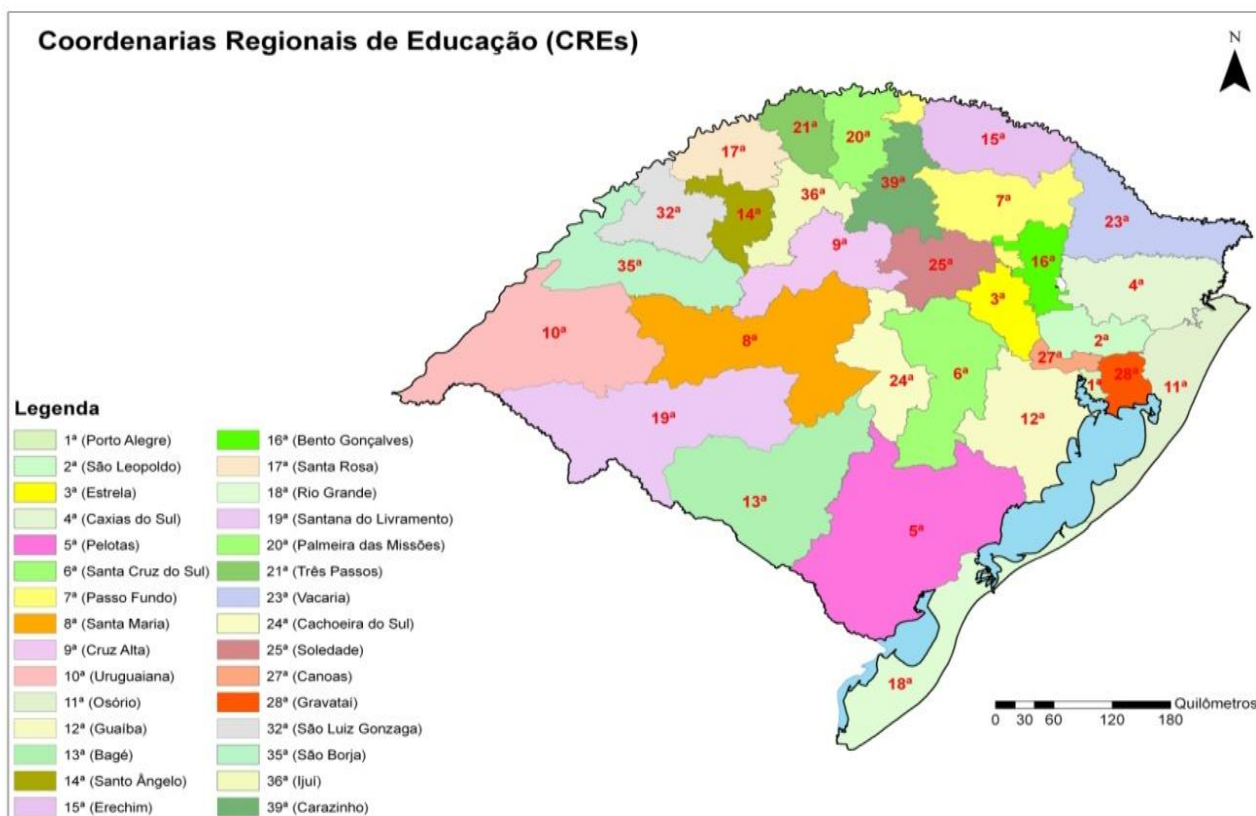 Coordenarias Regionais de Educação (CREs)
N
21ª
20ª
15ª
17ª
39ª
36ª
7ª
32ª
14ª
23ª
9ª
25ª
16ª
35ª
4ª
3ª
10ª
8ª
2ª
27ª
28ª
24ª
6ª
1ª
11ª
12ª
19ª
13ª
5ª
18ª
Quilômetros
0 30 60 120 180
Legenda
1ª (Porto Alegre)
2ª (São Leopoldo)
3ª (Estrela)
4ª (Caxias do Sul)
5ª (Pelotas)
6ª (Santa Cruz do Sul)
7ª (Passo Fundo)
8ª (Santa Maria)
9ª (Cruz Alta)
10ª (Uruguaiana)
11ª (Osório)
12ª (Guaíba)
13ª (Bagé)
14ª (Santo Ângelo)
15ª (Erechim)
16ª (Bento Gonçalves)
17ª (Santa Rosa)
18ª (Rio Grande)
19ª (Santana do Livramento)
20ª (Palmeira das Missões)
21ª (Três Passos)
23ª (Vacaria)
24ª (Cachoeira do Sul)
25ª (Soledade)
27ª (Canoas)
28ª (Gravataí)
32ª (São Luiz Gonzaga)
35ª (São Borja)
36ª (Ijuí)
39ª (Carazinho)